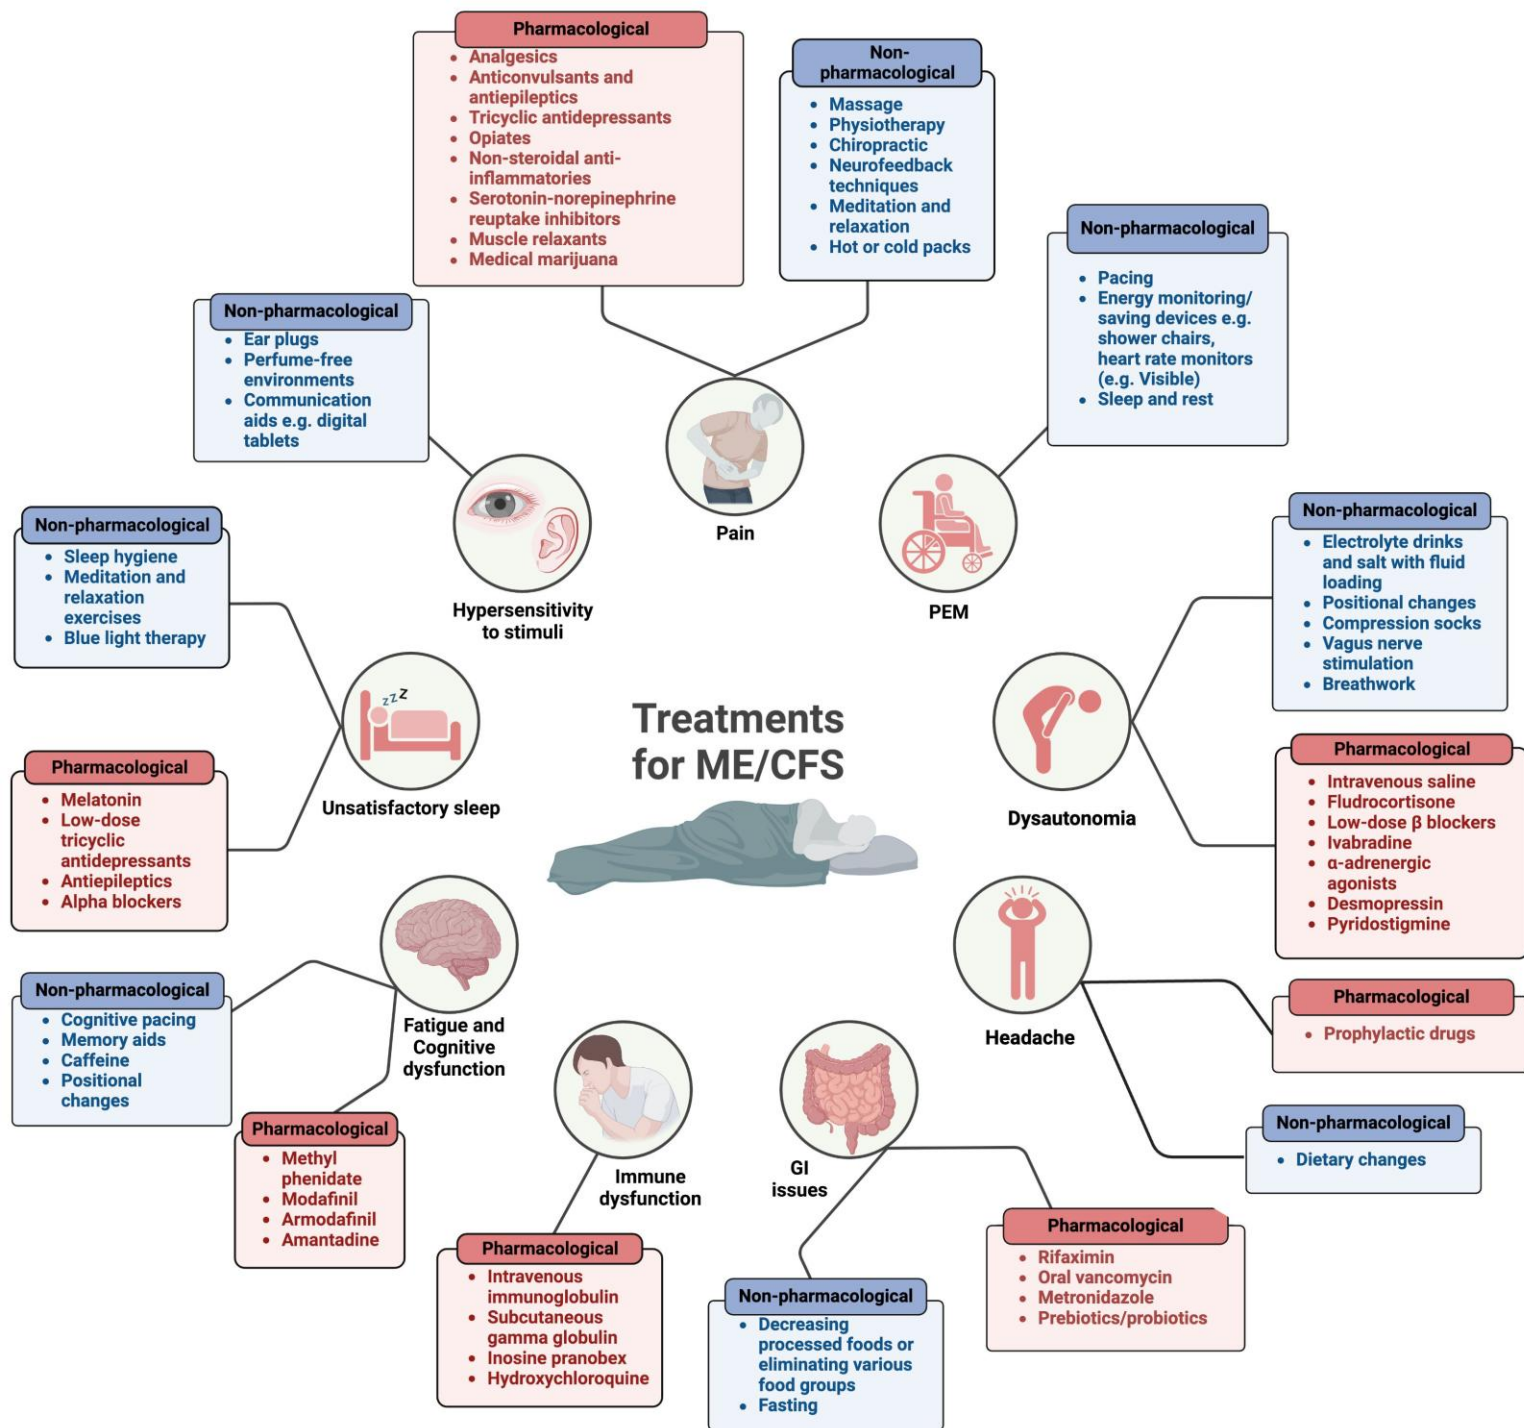 Pharmacological
Analgesics
Anticonvulsants and
antiepileptics
Tricyclic antidepressants
Opiates
Non-steroidal anti-
inflammatories
Serotonin-norepinephrine
reuptake inhibitors
Muscle relaxants
Medical marijuana
Non-
pharmacological
Massage
Physiotherapy
Chiropractic
Neurofeedback
techniques
Meditation and
relaxation
Hot or cold packs
Pain
Non-pharmacological
Pacing
Energy monitoring/
saving devices e.g.
shower chairs,
heart rate monitors
(e.g. Visible)
Sleep and rest
PEM
Non-pharmacological
Ear plugs
Perfume-free
environments
Communication
aids e.g. digital
tablets
Hypersensitivity
to stimuli
Non-pharmacological
Sleep hygiene
Meditation and
relaxation
exercises
Blue light therapy
Pharmacological
Melatonin
Low-dose
tricyclic
antidepressants
Antiepileptics
Alpha blockers
zzz
Unsatisfactory sleep
Treatments
for ME/CFS
Non-pharmacological
Electrolyte drinks
and salt with fluid
loading
Positional changes
Compression socks
Vagus nerve
stimulation
Breathwork
Pharmacological
Intravenous saline
Fludrocortisone
Low-dose β blockers
Ivabradine
α-adrenergic
agonists
Desmopressin
Pyridostigmine
Dysautonomia
Non-pharmacological
Cognitive pacing
Memory aids
Caffeine
Positional
changes
Pharmacological
Methyl
phenidate
Modafinil
Armodafinil
Amantadine
Fatigue and
Cognitive
dysfunction
Immune
dysfunction
Pharmacological
Intravenous
immunoglobulin
Subcutaneous
gamma globulin
Inosine pranobex
Hydroxychloroquine
GI
issues
Non-pharmacological
Decreasing
processed foods or
eliminating various
food groups
Fasting
Pharmacological
Rifaximin
Oral vancomycin
Metronidazole
Prebiotics/probiotics
Headache
Pharmacological
Prophylactic drugs
Non-pharmacological
Dietary changes